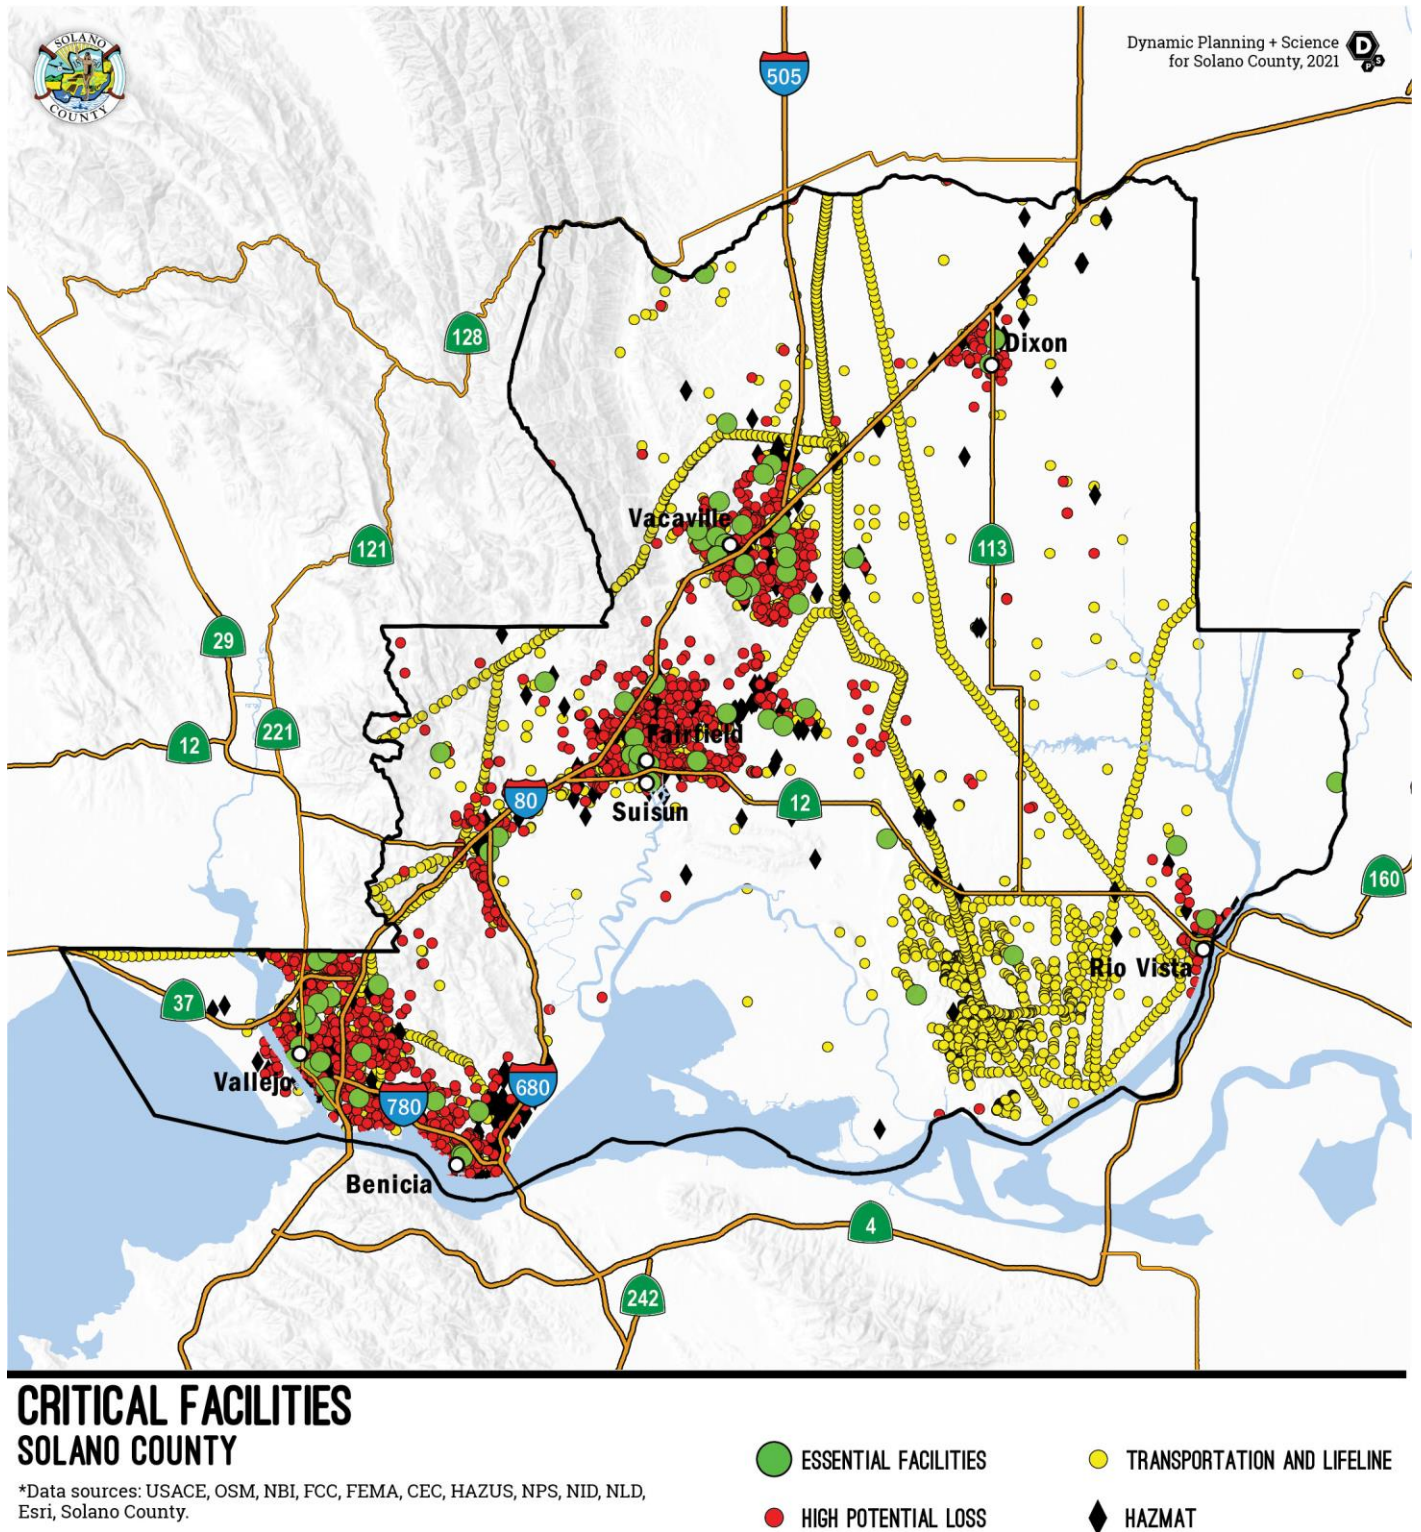 SOLANO
COUNTY
Dynamic Planning + Science
for Solano County, 2021
D
P
S
505
128
Dixon
Vacaville
121
113
29
12
221
Fairfield
80
Suisun
12
160
Rio Vista
37
Vallejo
680
780
Benicia
4
242
CRITICAL FACILITIES
SOLANO COUNTY
*Data sources: USACE, OSM, NBI, FCC, FEMA, CEC, HAZUS, NPS, NID, NLD,
Esri, Solano County.
ESSENTIAL FACILITIES
TRANSPORTATION AND LIFELINE
HIGH POTENTIAL LOSS
HAZMAT